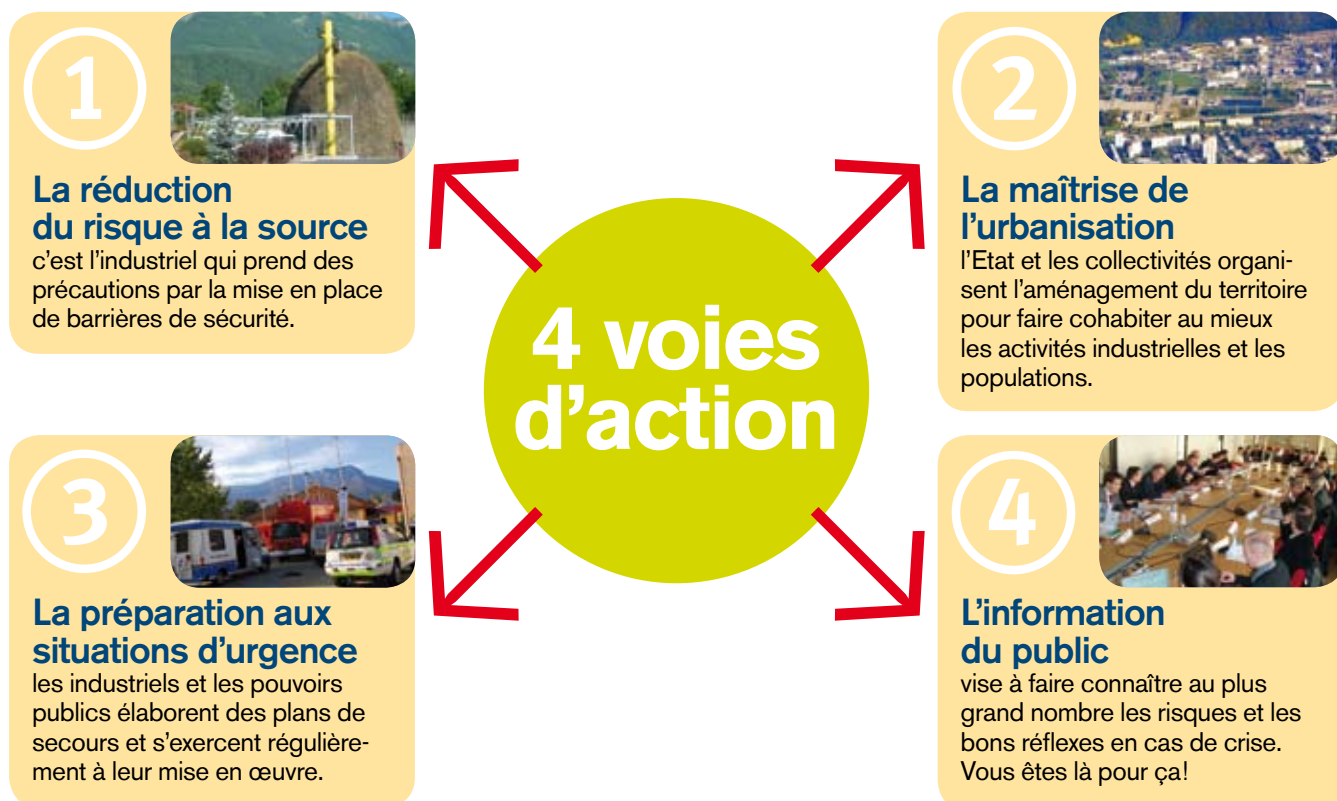 1
La réduction
du risque à la source
c'est l'industriel qui prend des
précautions par la mise en place
de barrières de sécurité.
2
La maîtrise de
l'urbanisation
l'Etat et les collectivités organi-
sent l'aménagement du territoire
pour faire cohabiter au mieux
les activités industrielles et les
populations.
4 voies
d'action
3
La préparation aux
situations d'urgence
les industriels et les pouvoirs
publics élaborent des plans de
secours et s'exercent régulière-
ment à leur mise en œuvre.
4
L'information
du public
vise à faire connaître au plus
grand nombre les risques et les
bons réflexes en cas de crise.
Vous êtes là pour ça!